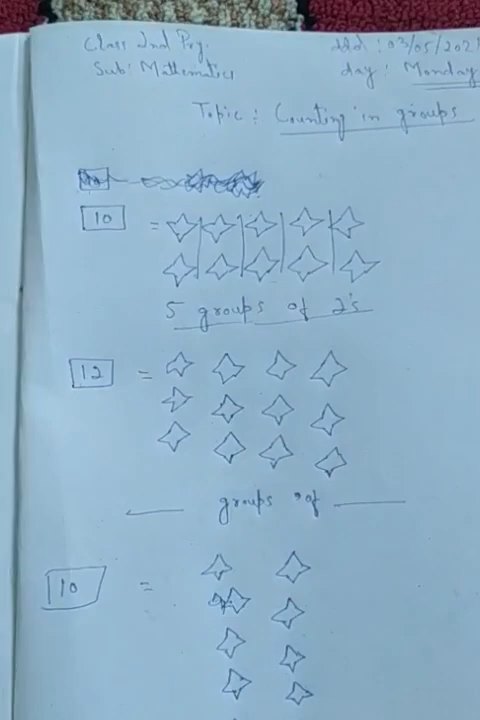 Class 2nd Pry.
Sub: Mathematics
day: Monday
Topic: Counting in groups
10 =
5 groups of 2's
12 =
groups of
10 =